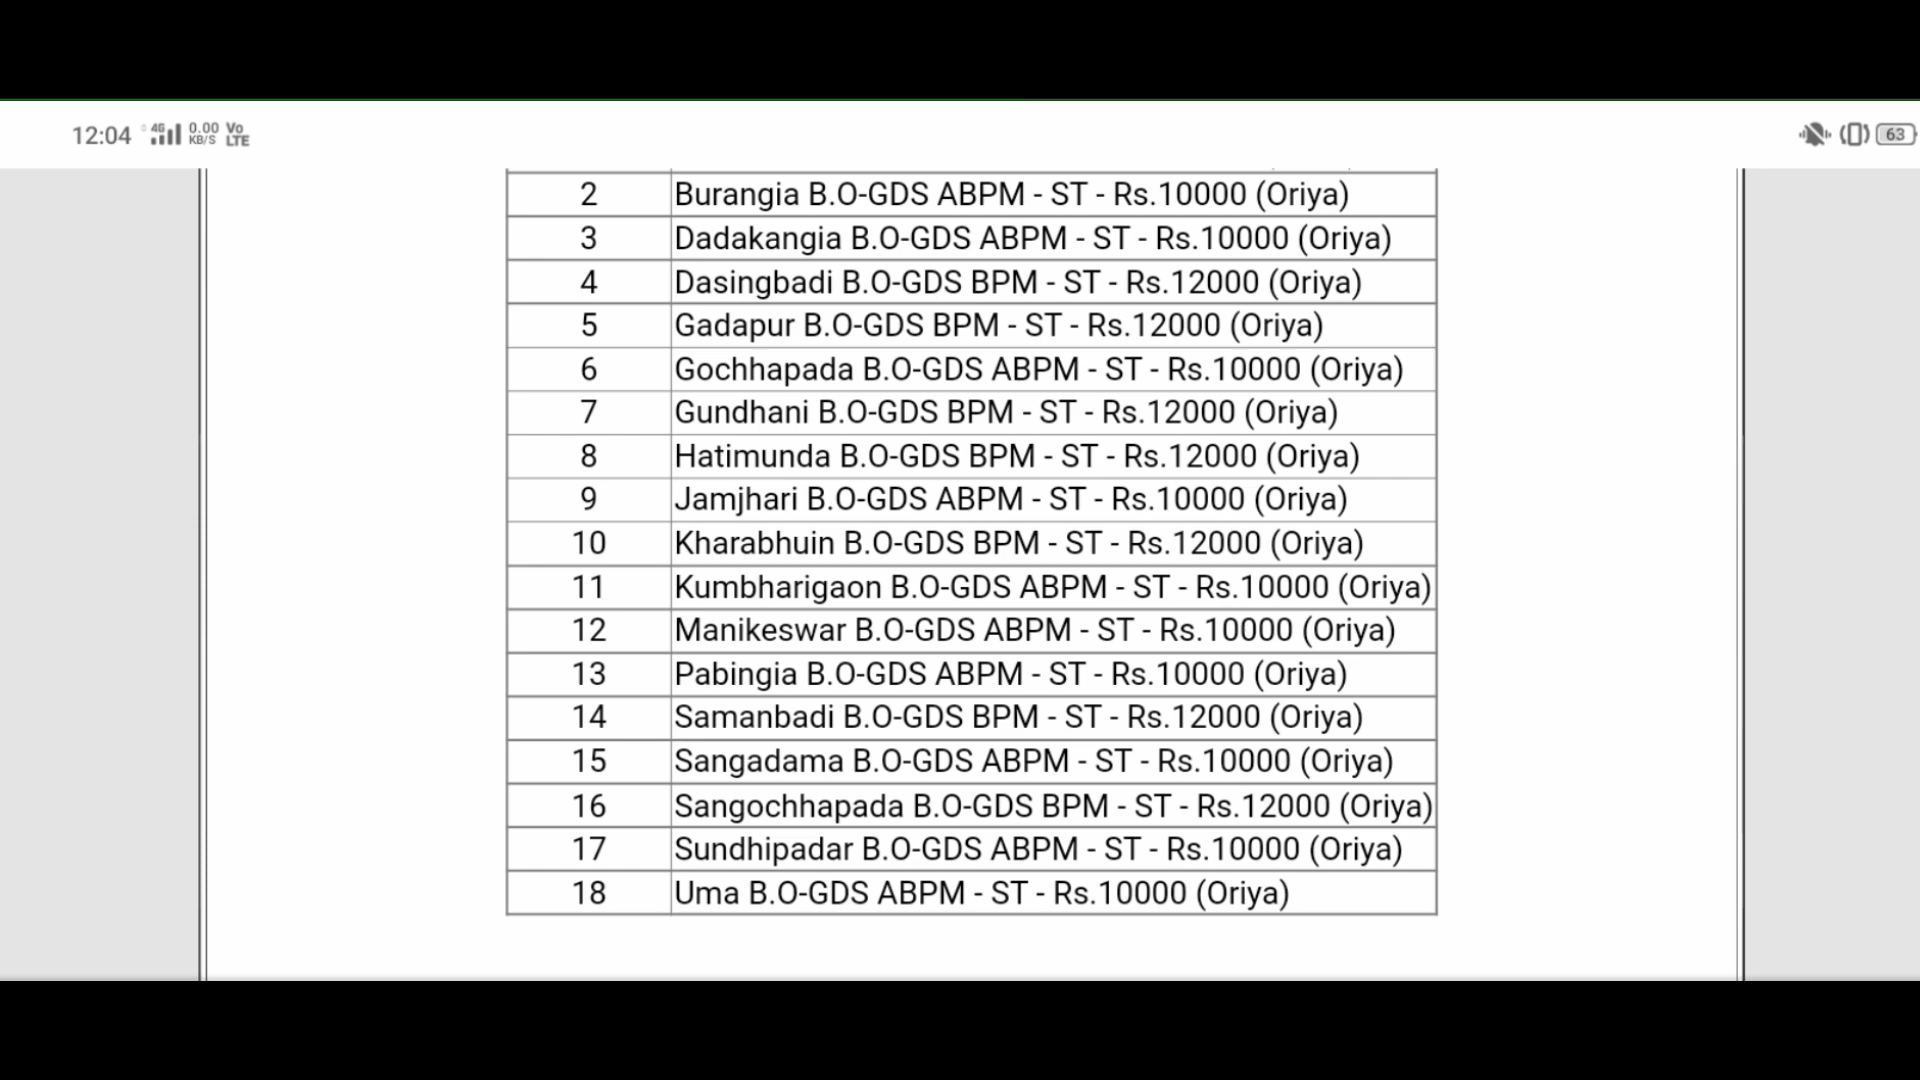 12:04 4G 0.00 KB/S Vo LTE 63
2 Burangia B.O-GDS ABPM - ST - Rs.10000 (Oriya)
3 Dadakangia B.O-GDS ABPM - ST - Rs.10000 (Oriya)
4 Dasingbadi B.O-GDS BPM - ST - Rs.12000 (Oriya)
5 Gadapur B.O-GDS BPM - ST - Rs.12000 (Oriya)
6 Gochhapada B.O-GDS ABPM - ST - Rs.10000 (Oriya)
7 Gundhani B.O-GDS BPM - ST - Rs.12000 (Oriya)
8 Hatimunda B.O-GDS BPM - ST - Rs.12000 (Oriya)
9 Jamjhari B.O-GDS ABPM - ST - Rs.10000 (Oriya)
10 Kharabhuin B.O-GDS BPM - ST - Rs.12000 (Oriya)
11 Kumbharigaon B.O-GDS ABPM - ST - Rs.10000 (Oriya)
12 Manikeswar B.O-GDS ABPM - ST - Rs.10000 (Oriya)
13 Pabingia B.O-GDS ABPM - ST - Rs.10000 (Oriya)
14 Samanbadi B.O-GDS BPM - ST - Rs.12000 (Oriya)
15 Sangadama B.O-GDS ABPM - ST - Rs.10000 (Oriya)
16 Sangochhapada B.O-GDS BPM - ST - Rs.12000 (Oriya)
17 Sundhipadar B.O-GDS ABPM - ST - Rs.10000 (Oriya)
18 Uma B.O-GDS ABPM - ST - Rs.10000 (Oriya)